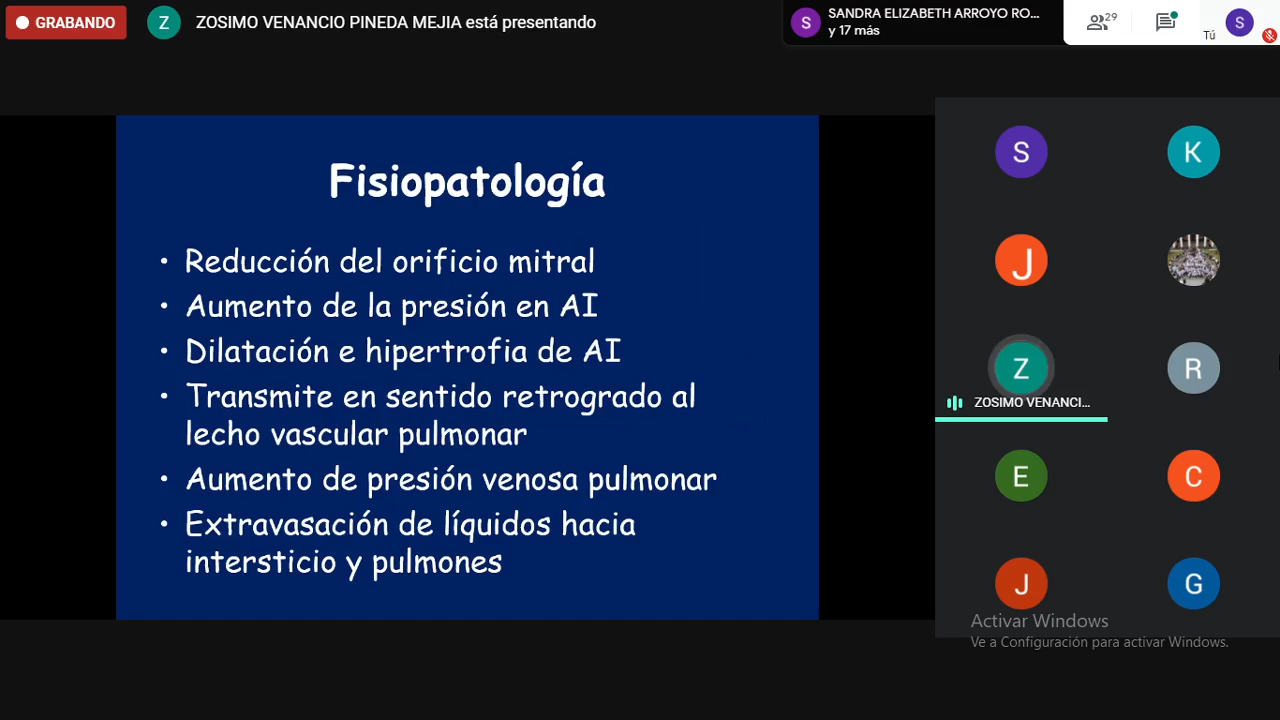 GRABANDO
Z
ZOSIMO VENANCIO PINEDA MEJIA está presentando
S
SANDRA ELIZABETH ARROYO RO...
y 17 más
29
Tú
S
Fisiopatología
• Reducción del orificio mitral
• Aumento de la presión en AI
• Dilatación e hipertrofia de AI
• Transmite en sentido retrogrado al
lecho vascular pulmonar
• Aumento de presión venosa pulmonar
• Extravasación de líquidos hacia
intersticio y pulmones
S
K
J
Z
ZOSIMO VENANCI...
R
E
C
J
G
Activar Windows
Ve a Configuración para activar Windows.